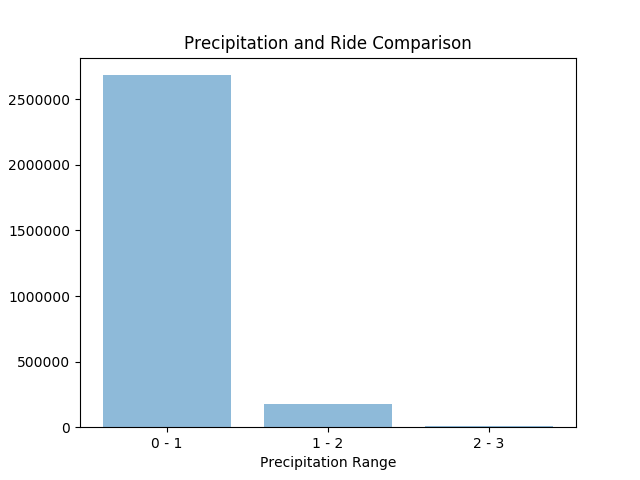 Precipitation and Ride Comparison
2500000
2000000
1500000
1000000
500000
0
0 - 1
1 - 2
2 - 3
Precipitation Range